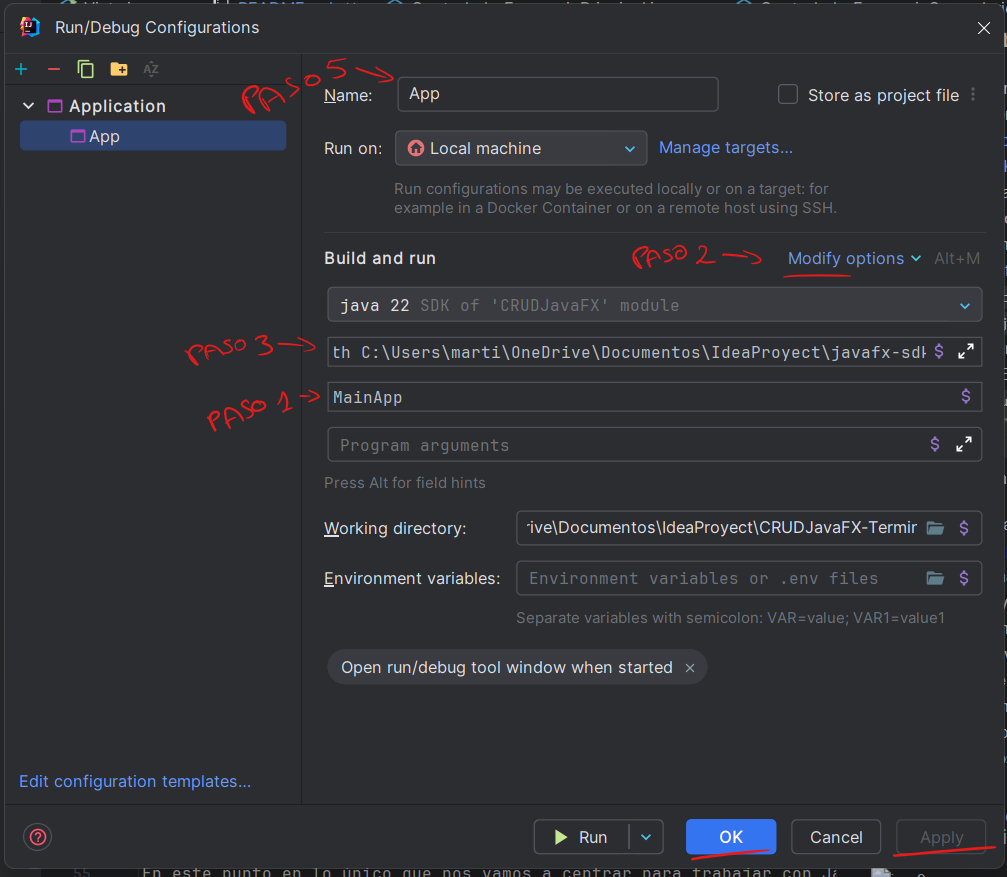 Run/Debug Configurations
AZ
Application
App
PASO 5
Name:
App
Store as project file
Run on:
Local machine
Manage targets...
Run configurations may be executed locally or on a target: for
example in a Docker Container or on a remote host using SSH.
Build and run
PASO 2
Modify options
Alt+M
java 22 SDK of 'CRUDJavaFX' module
PASO 3
th C:\Users\marti\OneDrive\Documentos\IdeaProyect\javafx-sdk
$
PASO 1
MainApp
$
Program arguments
$
Press Alt for field hints
Working directory:
rive\Documentos\IdeaProyect\CRUDJavaFX-Termin
$
Environment variables:
Environment variables or .env files
$
Separate variables with semicolon: VAR=value; VAR1=value1
Open run/debug tool window when started ×
Edit configuration templates...
?
Run
OK
Cancel
Apply
55 En este punto en lo unico que nos vamos a centrar para trabajar con